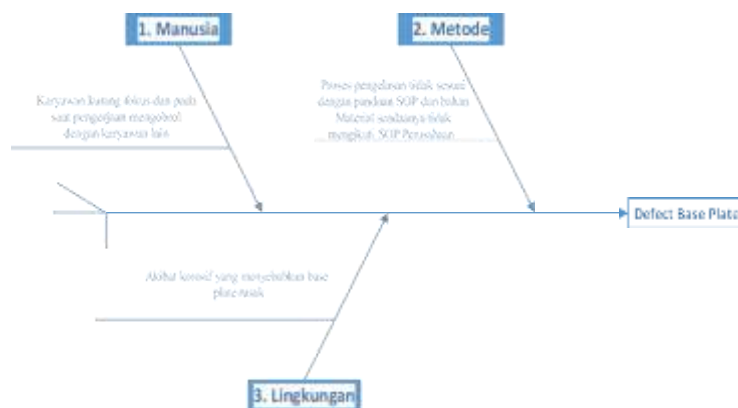 1. Manusia
2. Metode
Karyawan kurang fokus dan pada
saat pengerjaan mengobrol
dengan karyawan lain
Proses pengelasan tidak sesuai
dengan panduan SOP dan bahan
Material seadanya tidak
mengikuti SOP Perusahaan
Defect Base Plate
Akibat korosif yang menyebabkan base
plate rusak
3. Lingkungan